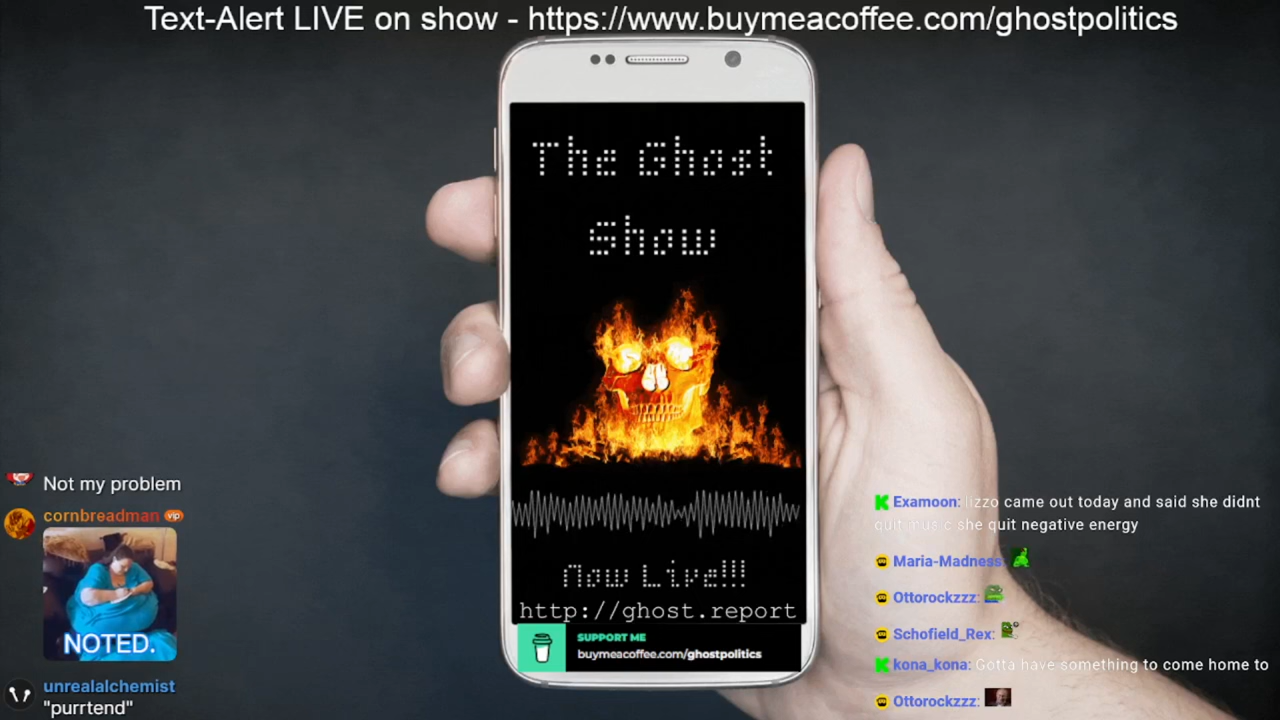 Text-Alert LIVE on show - https://www.buymeacoffee.com/ghostpolitics
The Ghost
Show
Now Live!!!
http://ghost.report
SUPPORT ME
buymeacoffee.com/ghostpolitics
Not my problem
cornbreadman VIP
NOTED.
unrealalchemist
"purrtend"
Examoon: lizzo came out today and said she didnt
quit music she quit negative energy
Maria-Madness:
Ottorockzzz:
Schofield_Rex:
kona_kona: Gotta have something to come home to
Ottorockzzz: